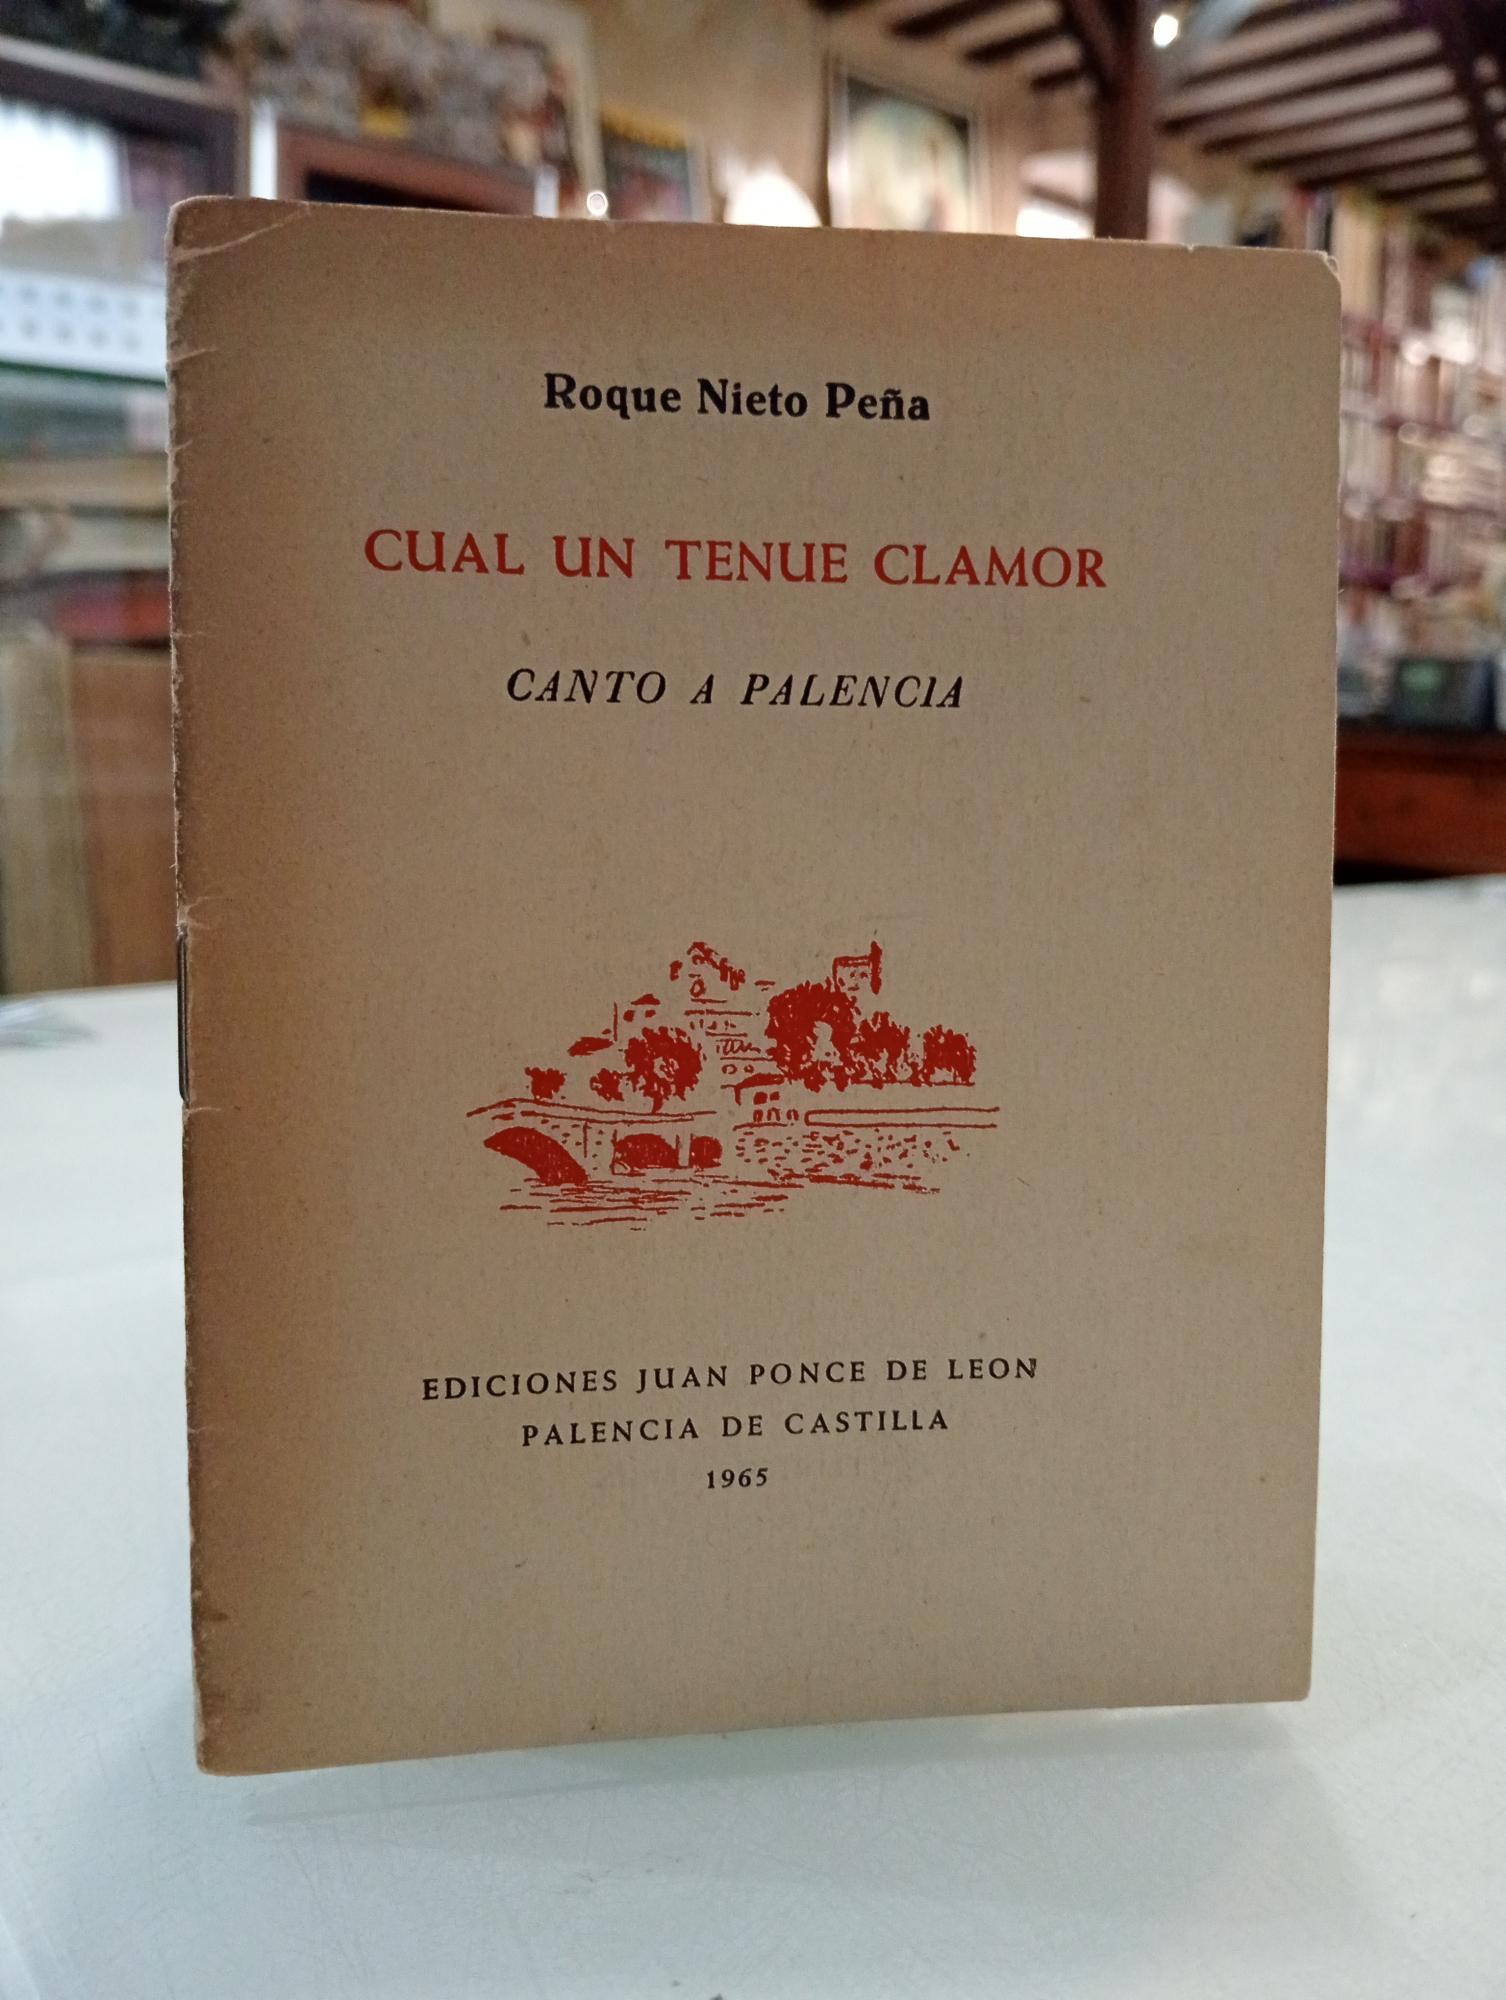 Roque Nieto Peña
CUAL UN TENUE CLAMOR
CANTO A PALENCIA
EDICIONES JUAN PONCE DE LEON
PALENCIA DE CASTILLA
1965